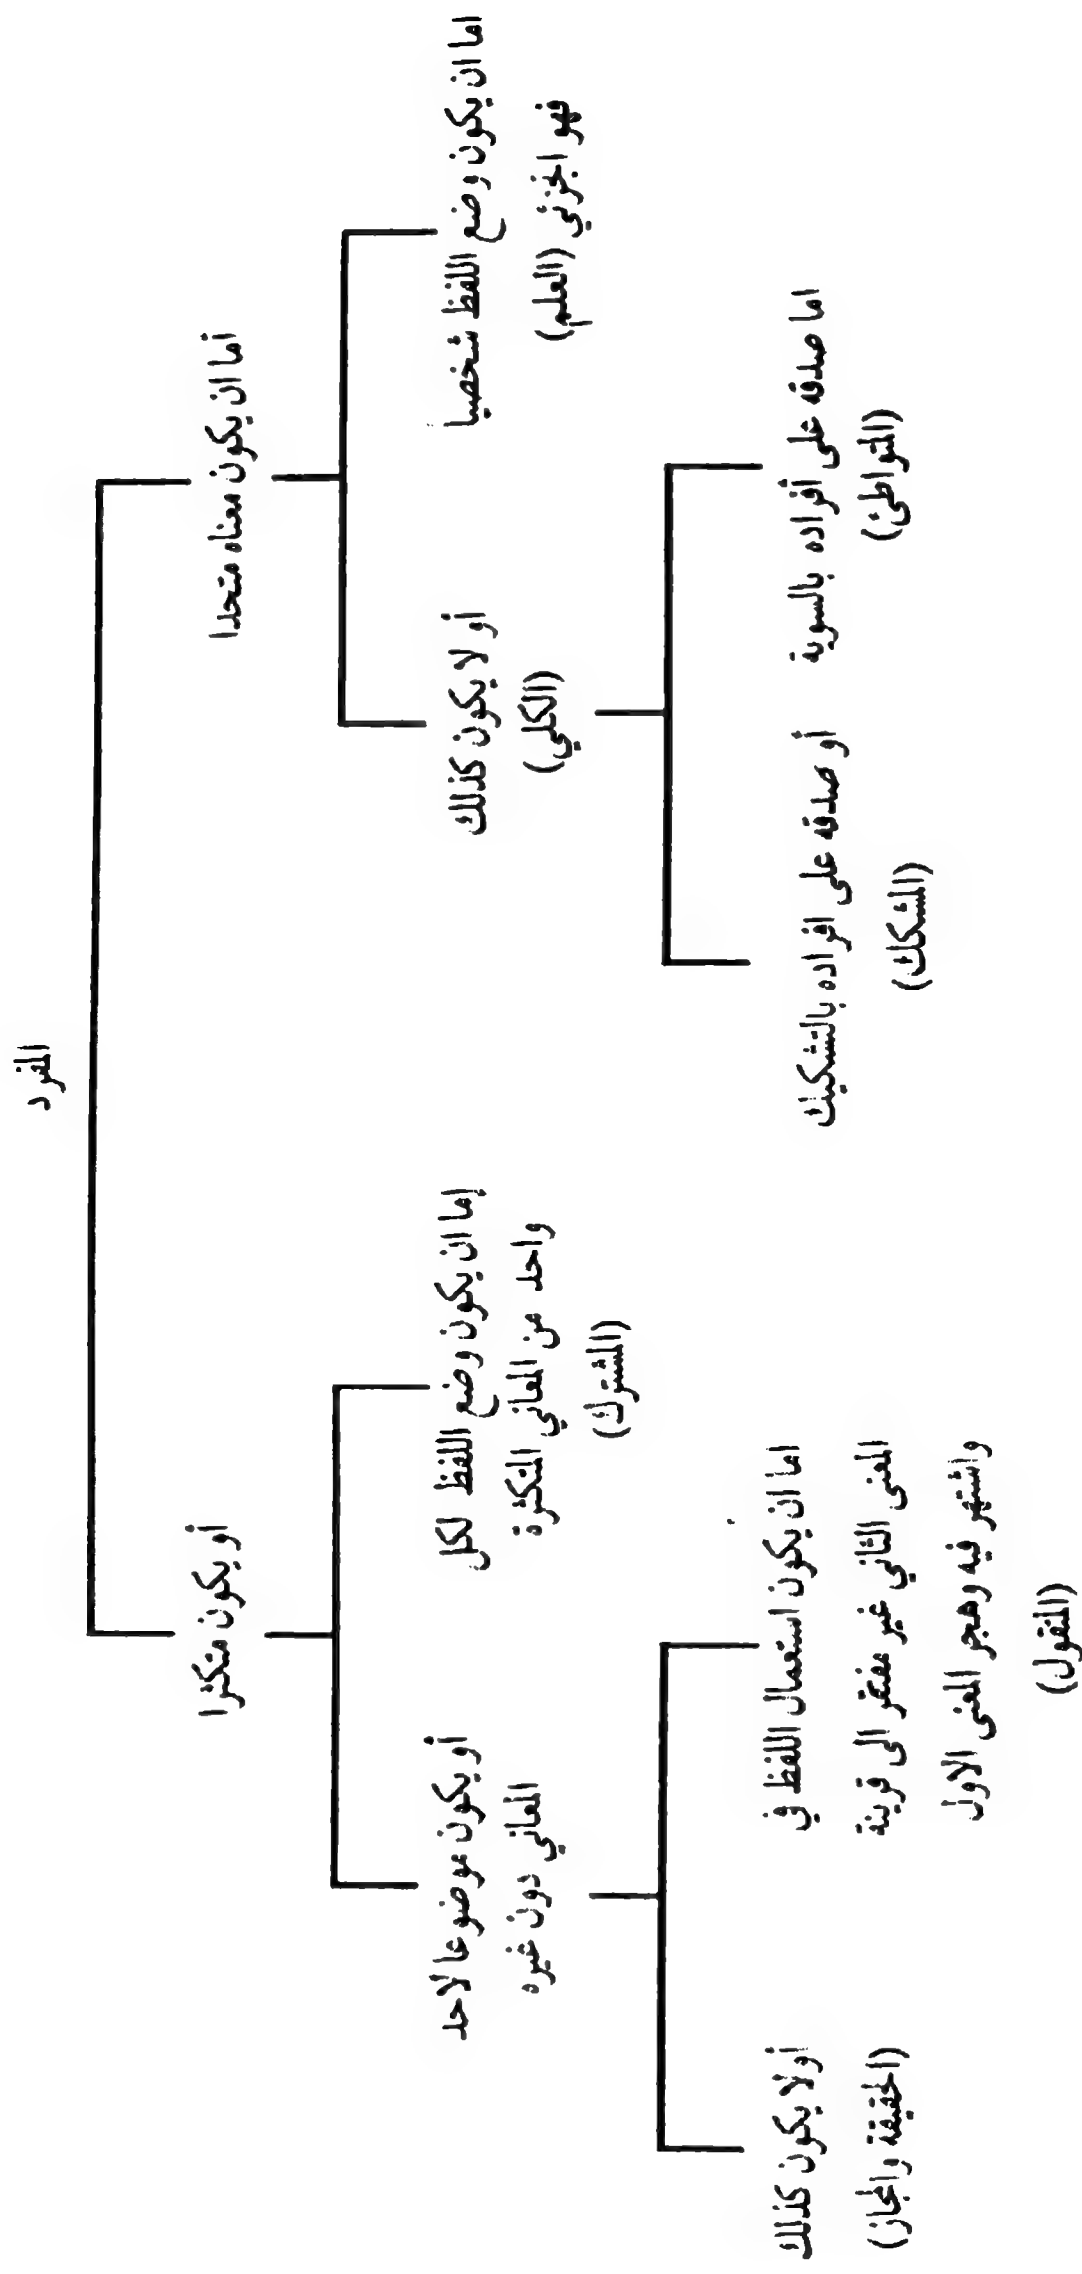 المفرد
أما ان يكون معناه متحدا
أو يكون متكثرا
اما ان يكون وضع اللفظ شخصيا
فهو الجزئي (العلم)
أو لا يكون كذلك
(الكلي)
إما ان يكون وضع اللفظ لكل
واحد من المعاني المتكثرة
(المشترك)
أو يكون موضوعا لاحد
المعاني دون غيره
اما صدقه على أفراده بالسوية
(المتواطئ)
أو صدقه على افراده بالتشكيك
(المشكك)
اما ان يكون استعمال اللفظ في
المعنى الثاني غير مفتقر الى قرينة
واشتهر فيه وهجر المعنى الاول
(المنقول)
أولا يكون كذلك
(الحقيقة والمجاز)